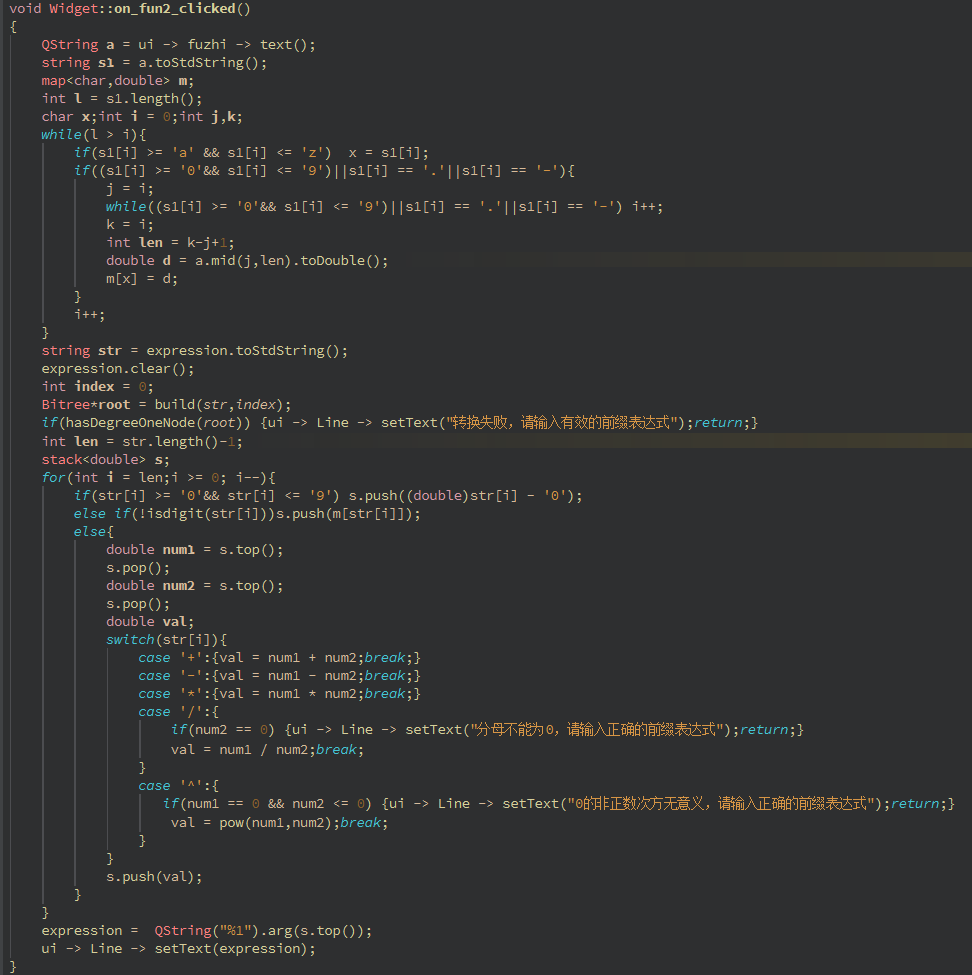 void Widget::on_fun2_clicked()
{
    QString a = ui -> fuzhi -> text();
    string s1 = a.toStdString();
    map<char,double> m;
    int l = s1.length();
    char x;int i = 0;int j,k;
    while(l > i){
        if(s1[i] >= 'a' && s1[i] <= 'z')  x = s1[i];
        if((s1[i] >= '0'&& s1[i] <= '9')||s1[i] == '.'||s1[i] == '-'){
            j = i;
            while((s1[i] >= '0'&& s1[i] <= '9')||s1[i] == '.'||s1[i] == '-') i++;
            k = i;
            int len = k-j+1;
            double d = a.mid(j,len).toDouble();
            m[x] = d;
        }
        i++;
    }
    string str = expression.toStdString();
    expression.clear();
    int index = 0;
    Bitree*root = build(str,index);
    if(hasDegreeOneNode(root)) {ui -> Line -> setText("转换失败，请输入有效的前缀表达式");return;}
    int len = str.length()-1;
    stack<double> s;
    for(int i = len;i >= 0; i--){
        if(str[i] >= '0'&& str[i] <= '9') s.push((double)str[i] - '0');
        else if(!isdigit(str[i]))s.push(m[str[i]]);
        else{
            double num1 = s.top();
            s.pop();
            double num2 = s.top();
            s.pop();
            double val;
            switch(str[i]){
                case '+':{val = num1 + num2;break;}
                case '-':{val = num1 - num2;break;}
                case '*':{val = num1 * num2;break;}
                case '/':{
                    if(num2 == 0) {ui -> Line -> setText("分母不能为0，请输入正确的前缀表达式");return;}
                    val = num1 / num2;break;
                }
                case '^':{
                   if(num1 == 0 && num2 <= 0) {ui -> Line -> setText("0的非正数次方无意义，请输入正确的前缀表达式");return;}
                    val = pow(num1,num2);break;
                }
            }
            s.push(val);
        }
    }
    expression =  QString("%1").arg(s.top());
    ui -> Line -> setText(expression);
}